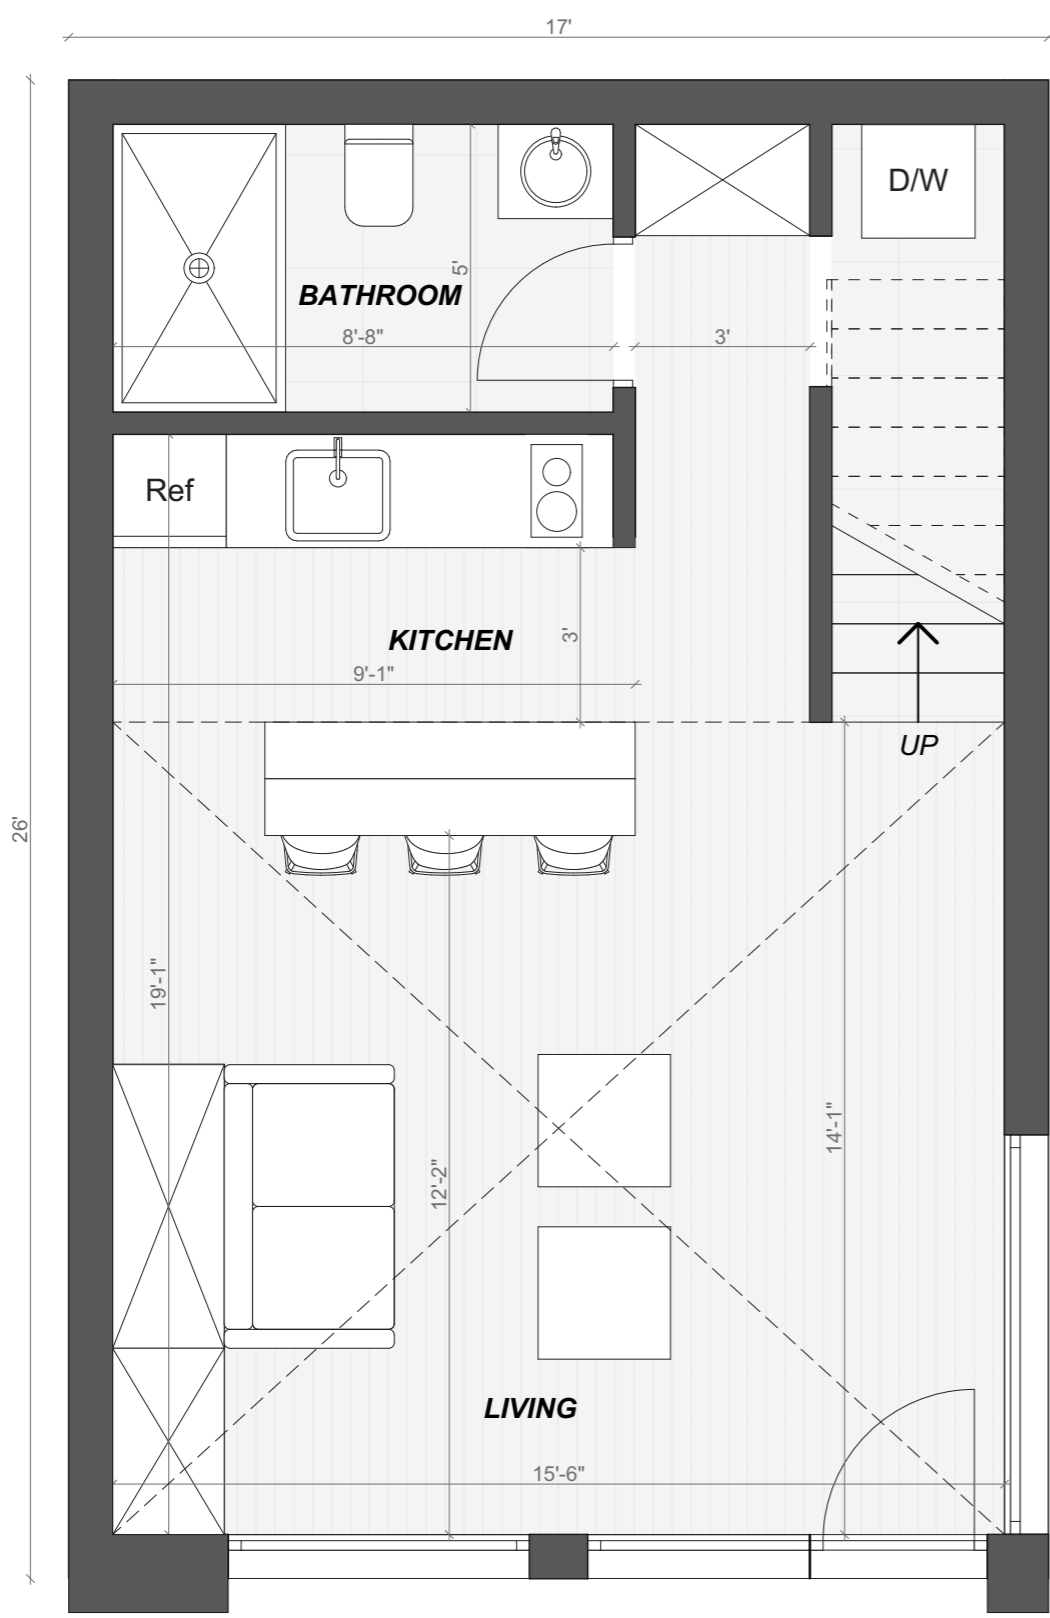 17'
D/W
5'
BATHROOM
8'-8"
3'
Ref
KITCHEN
3'
9'-1"
UP
26'
19'-1"
14'-1"
12'-2"
LIVING
15'-6"